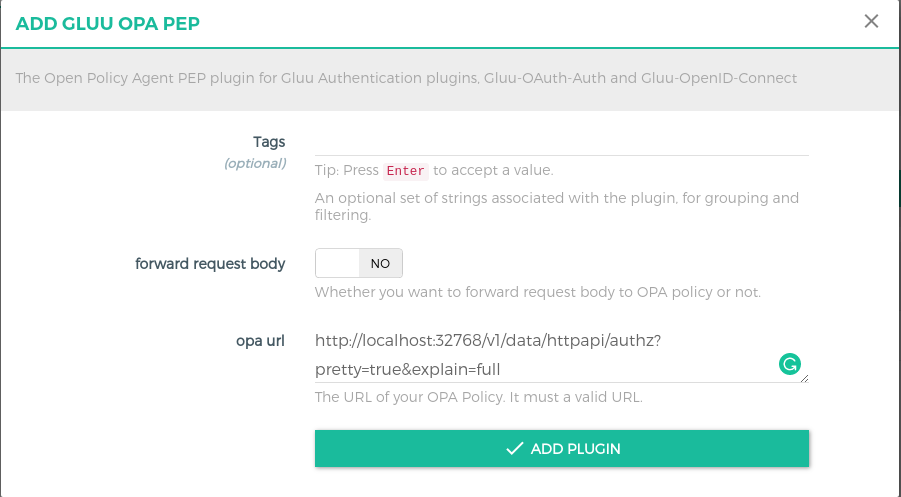 ADD GLUU OPA PEP
The Open Policy Agent PEP plugin for Gluu Authentication plugins, Gluu-OAuth-Auth and Gluu-OpenID-Connect
Tags
(optional)
Tip: Press Enter to accept a value.
An optional set of strings associated with the plugin, for grouping and
filtering.
forward request body
NO
Whether you want to forward request body to OPA policy or not.
opa url
http://localhost:32768/v1/data/httpapi/authz?
pretty=true&explain=full
The URL of your OPA Policy. It must a valid URL.
ADD PLUGIN